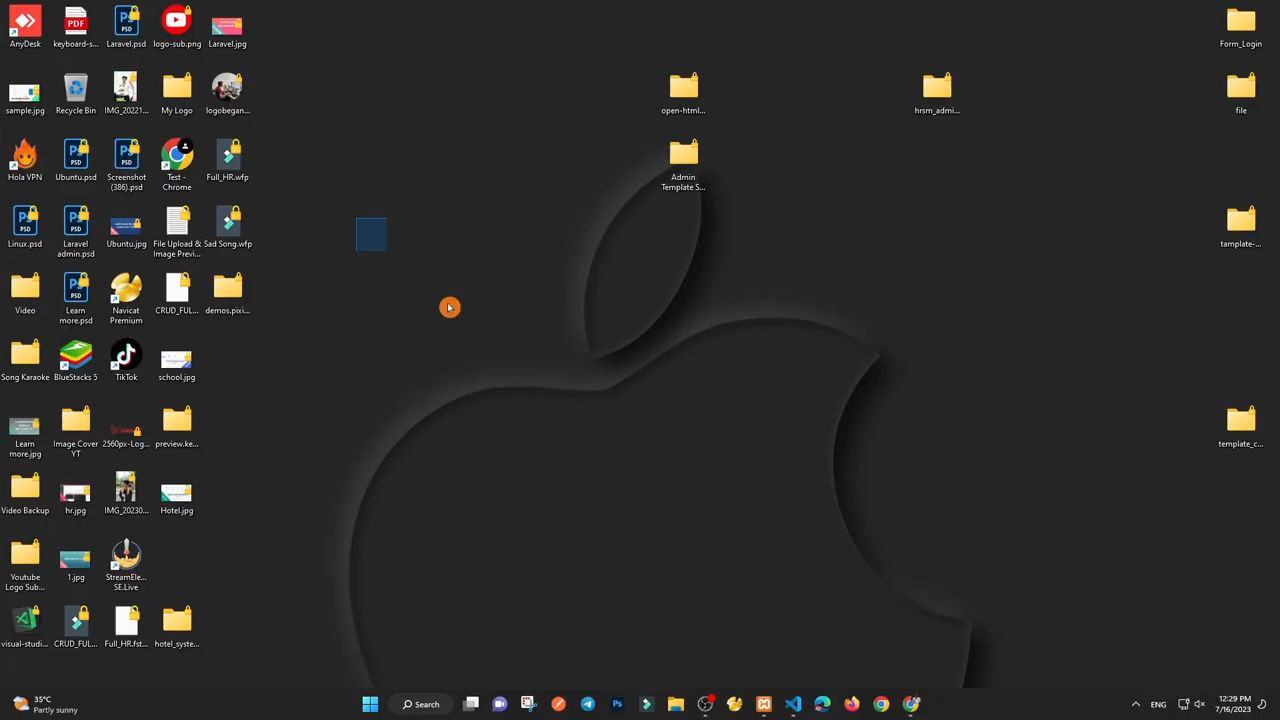 AnyDesk
keyboard-s...
Laravel.psd
logo-sub.png
Laravel.jpg
Form_Login
sample.jpg
Recycle Bin
IMG_20221...
My Logo
logobegan...
open-html...
hrsm_admi...
file
Hola VPN
Ubuntu.psd
Screenshot
(386).psd
Test -
Chrome
Full_HR.wfp
Admin
Template S...
Linux.psd
Laravel
admin.psd
Ubuntu.jpg
File Upload &
Image Previ...
Sad Song.wfp
tamplate-...
Video
Learn
more.psd
Navicat
Premium
CRUD_FUL...
demos.pixi...
Song Karaoke
BlueStacks 5
TikTok
school.jpg
Learn
more.jpg
Image Cover
YT
2560px-Log...
preview.ke...
template_c...
Video Backup
hr.jpg
IMG_20230...
Hotel.jpg
Youtube
Logo Sub...
1.jpg
StreamEle...
SE.Live
visual-studi...
CRUD_FUL...
Full_HR.fst...
hotel_syste...
35°C
Partly sunny
Search
ENG
12:29 PM
7/16/2023